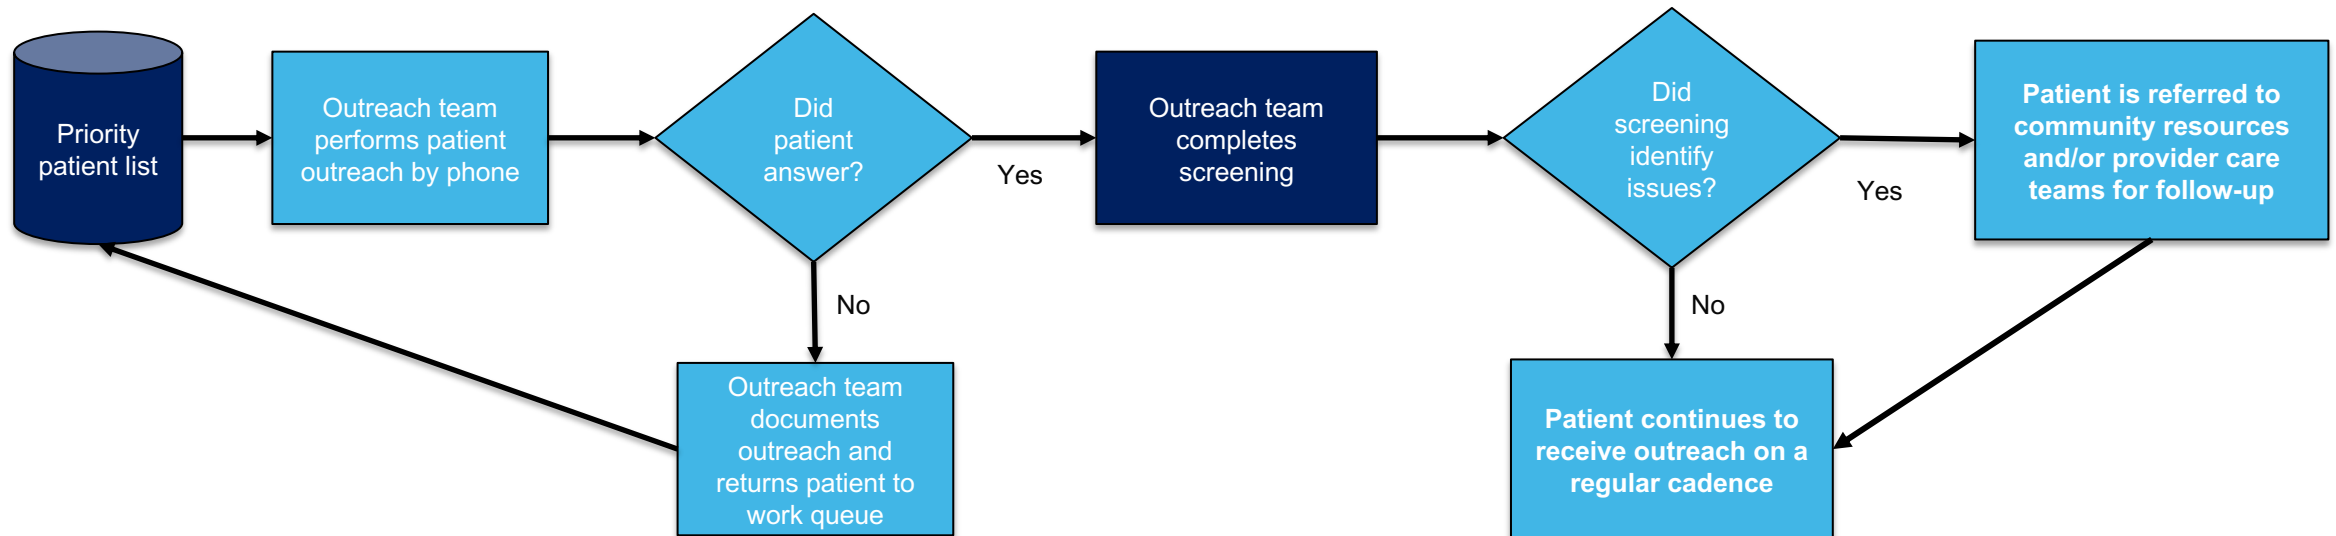 Priority
patient list
Outreach team
performs patient
outreach by phone
Did
patient
answer?
Yes
Outreach team
completes
screening
Did
screening
identify
issues?
Yes
Patient is referred to
community resources
and/or provider care
teams for follow-up
No
No
Outreach team
documents
outreach and
returns patient to
work queue
Patient continues to
receive outreach on a
regular cadence